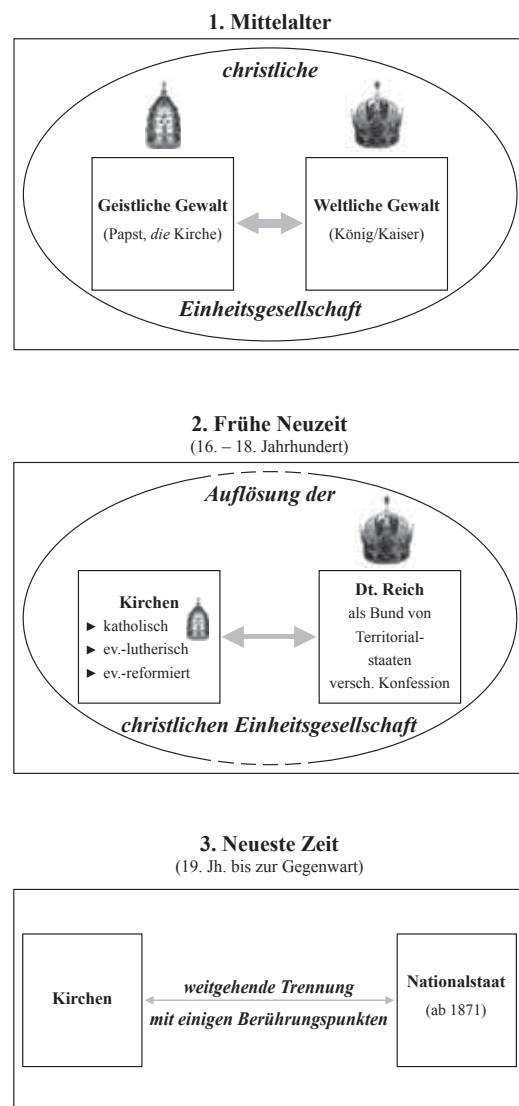 1. Mittelalter
christliche
Geistliche Gewalt
(Papst, die Kirche)
Weltliche Gewalt
(König/Kaiser)
Einheitsgesellschaft
2. Frühe Neuzeit
(16. – 18. Jahrhundert)
Auflösung der
Kirchen
► katholisch
► ev.-lutherisch
► ev.-reformiert
Dt. Reich
als Bund von
Territorial-
staaten
versch. Konfession
christlichen Einheitsgesellschaft
3. Neueste Zeit
(19. Jh. bis zur Gegenwart)
Kirchen
weitgehende Trennung
mit einigen Berührungspunkten
Nationalstaat
(ab 1871)